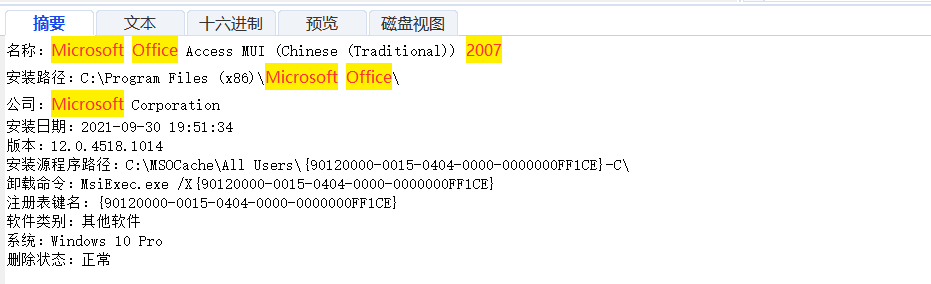 摘要 文本 十六进制 预览 磁盘视图
名称：Microsoft Office Access MUI (Chinese (Traditional)) 2007
安装路径：C:\Program Files (x86)\Microsoft Office\
公司：Microsoft Corporation
安装日期：2021-09-30 19:51:34
版本：12.0.4518.1014
安装源程序路径：C:\MSOCache\All Users\{90120000-0015-0404-0000-0000000FF1CE}-C\
卸载命令：MsiExec.exe /X{90120000-0015-0404-0000-0000000FF1CE}
注册表键名：{90120000-0015-0404-0000-0000000FF1CE}
软件类别：其他软件
系统：Windows 10 Pro
删除状态：正常